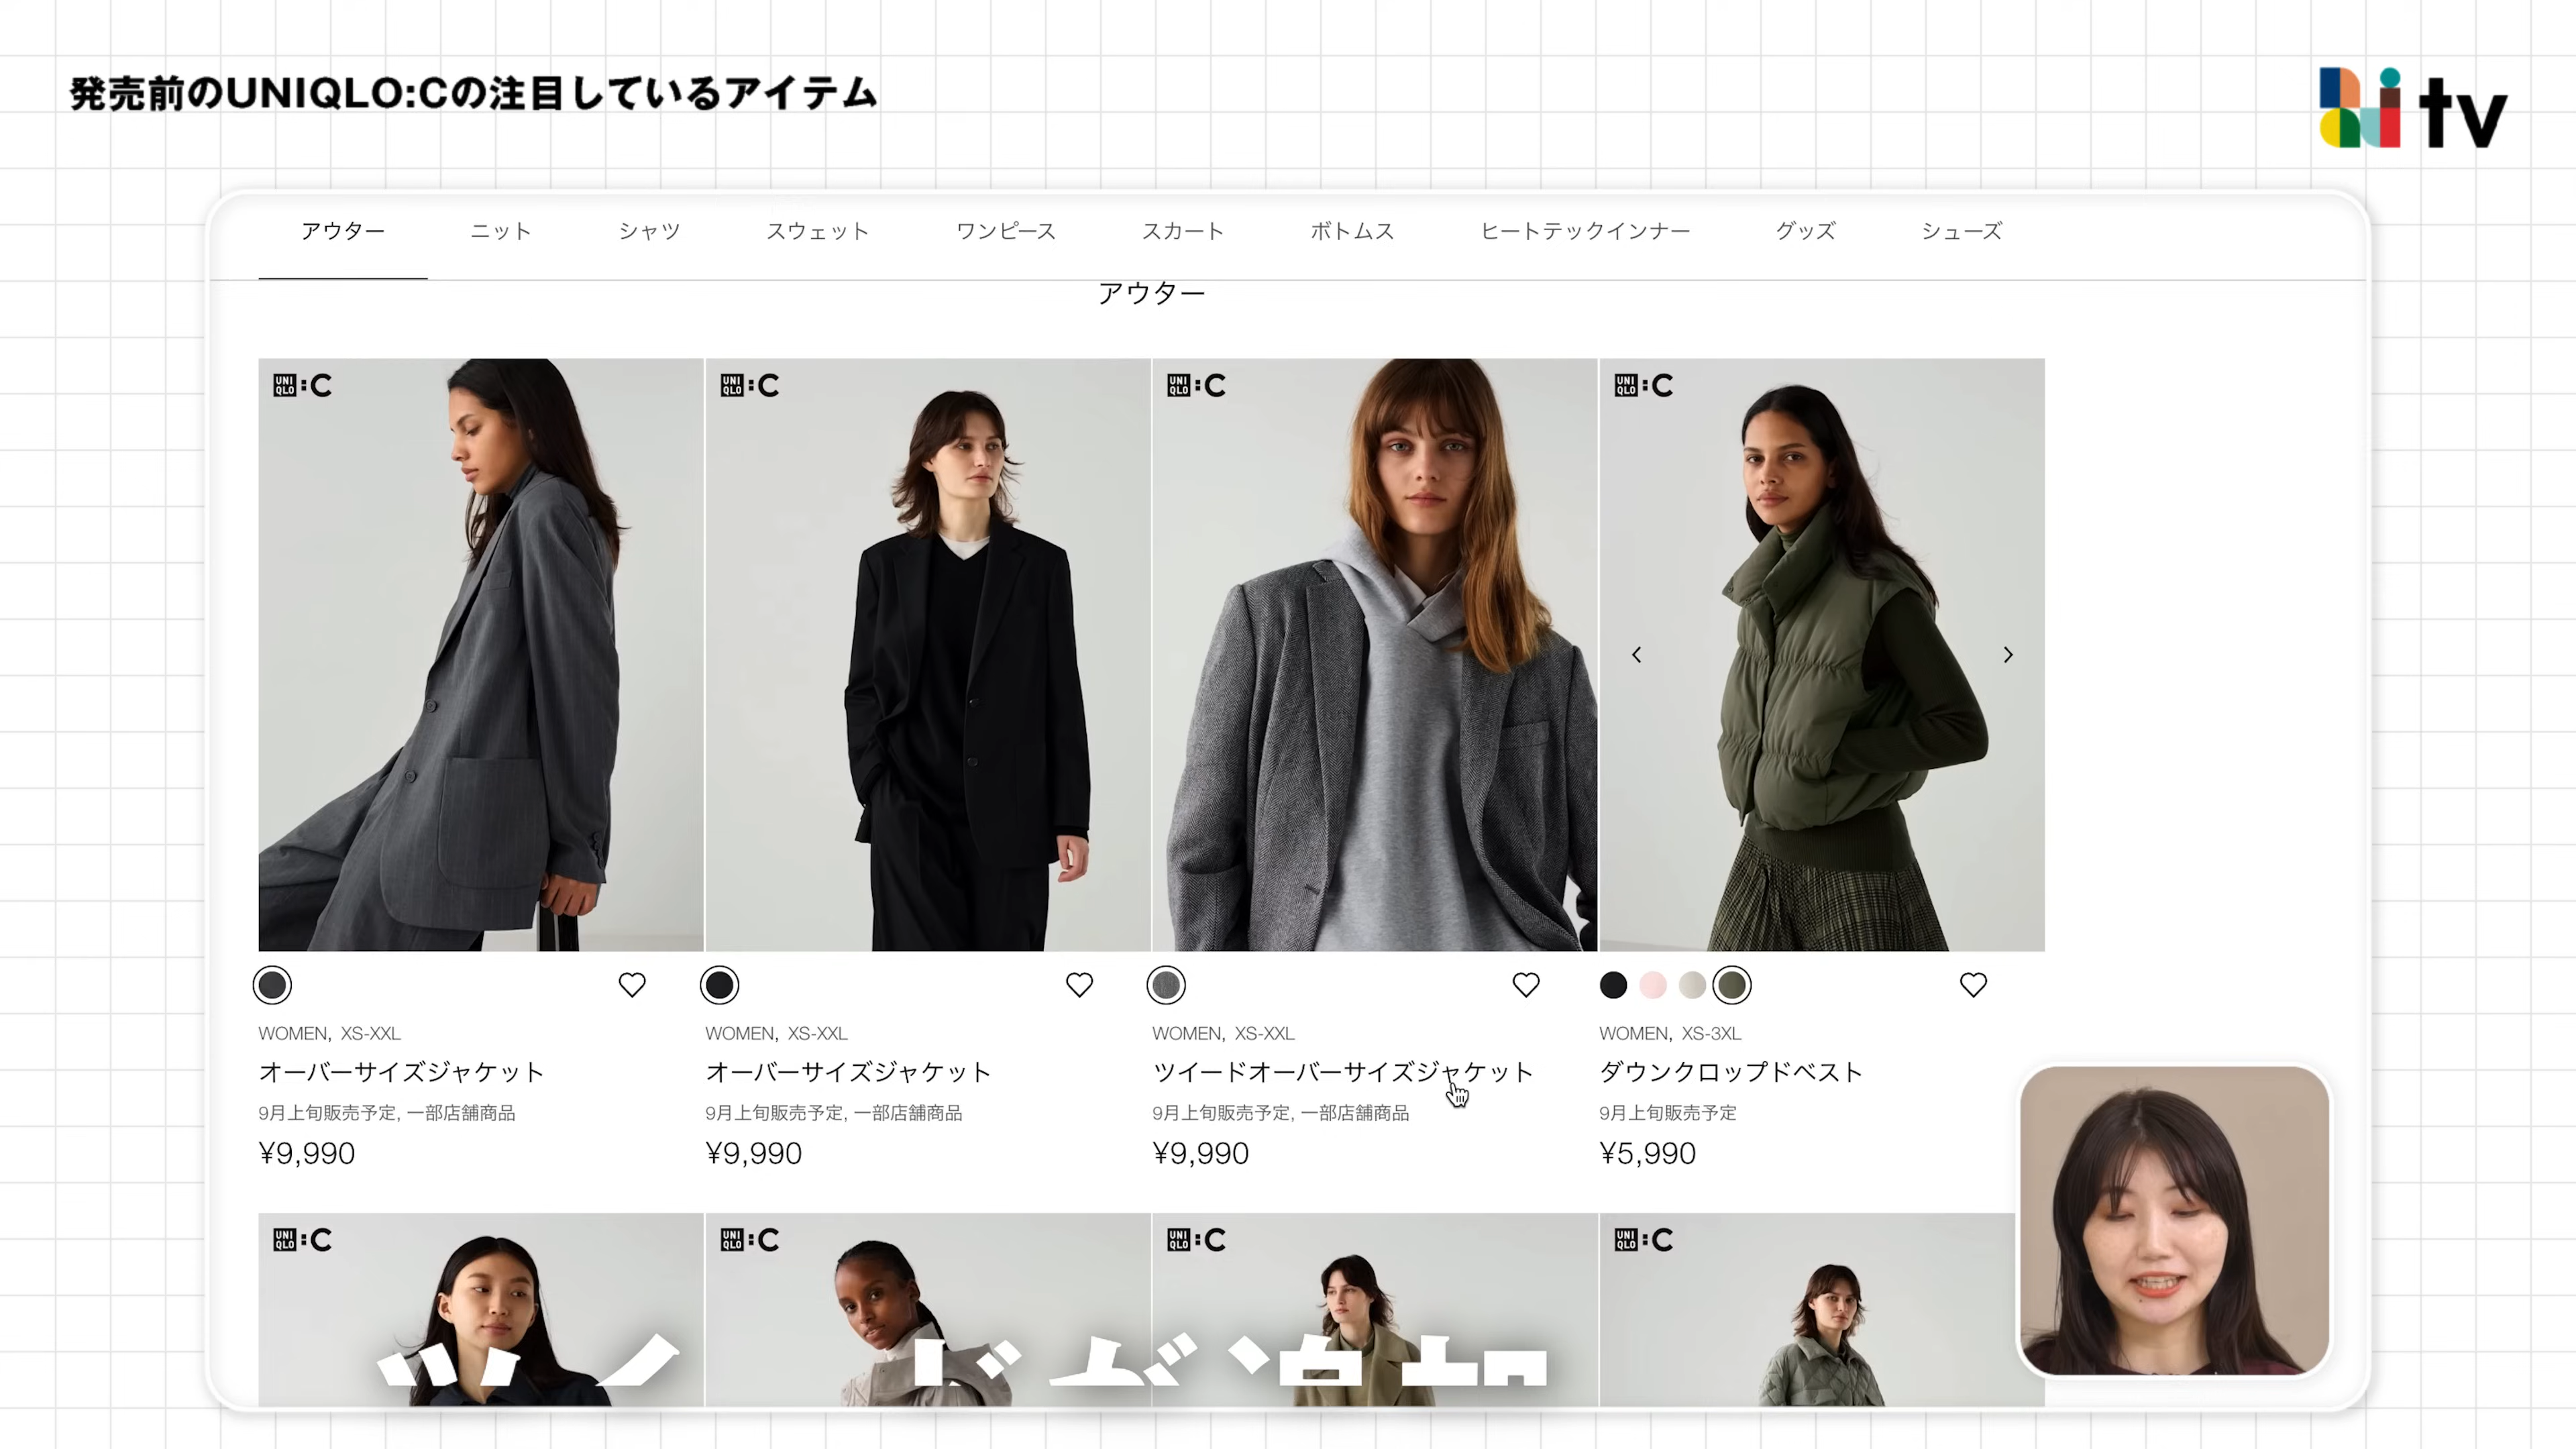 発売前のUNIQLO:Cの注目しているアイテム
tv
アウター ニット シャツ スウェット ワンピース スカート ボトムス ヒートテックインナー グッズ シューズ
アウター
UNI QLO :C
UNI QLO :C
UNI QLO :C
UNI QLO :C
WOMEN, XS-XXL
オーバーサイズジャケット
9月上旬販売予定, 一部店舗商品
¥9,990
WOMEN, XS-XXL
オーバーサイズジャケット
9月上旬販売予定, 一部店舗商品
¥9,990
WOMEN, XS-XXL
ツイードオーバーサイズジャケット
9月上旬販売予定, 一部店舗商品
¥9,990
WOMEN, XS-3XL
ダウンクロップドベスト
9月上旬販売予定
¥5,990
UNI QLO :C
UNI QLO :C
UNI QLO :C
UNI QLO :C